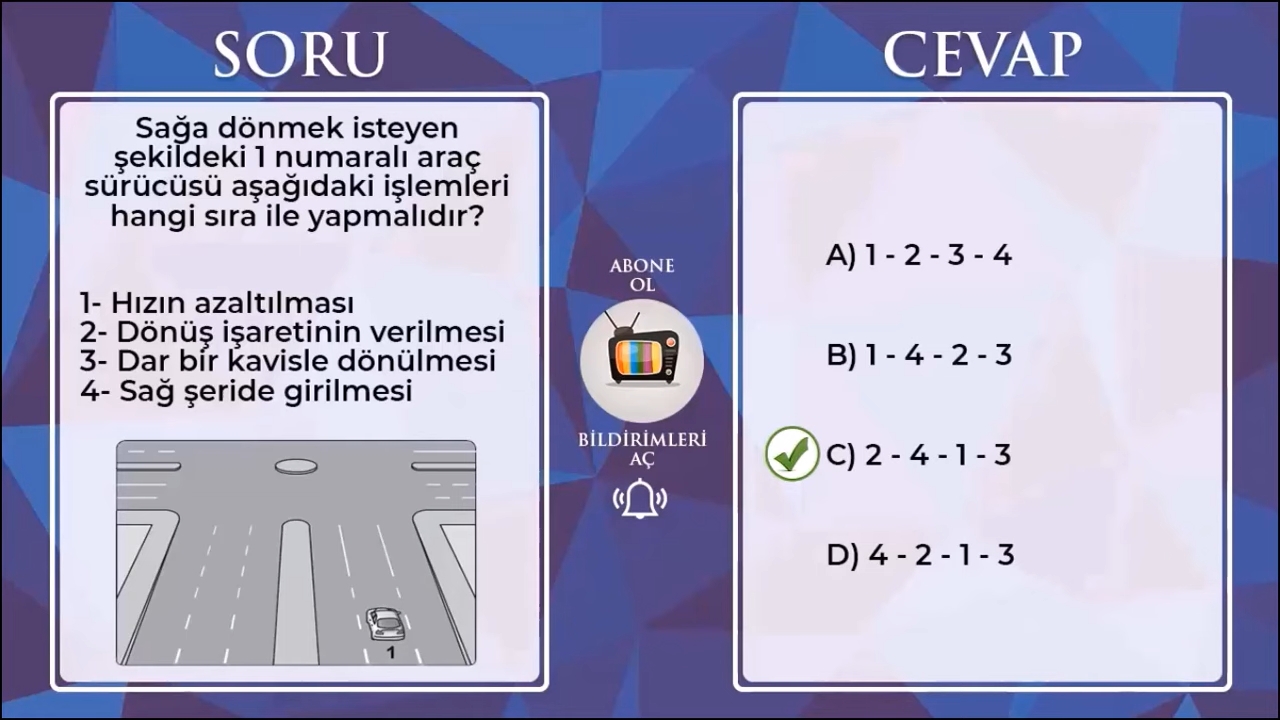 SORU
Sağa dönmek isteyen
şekildeki 1 numaralı araç
sürücüsü aşağıdaki işlemleri
hangi sıra ile yapmalıdır?
1- Hızın azaltılması
2- Dönüş işaretinin verilmesi
3- Dar bir kavisle dönülmesi
4- Sağ şeride girilmesi
1
ABONE
OL
BİLDİRİMLERİ
AÇ
CEVAP
A) 1 - 2 - 3 - 4
B) 1 - 4 - 2 - 3
C) 2 - 4 - 1 - 3
D) 4 - 2 - 1 - 3